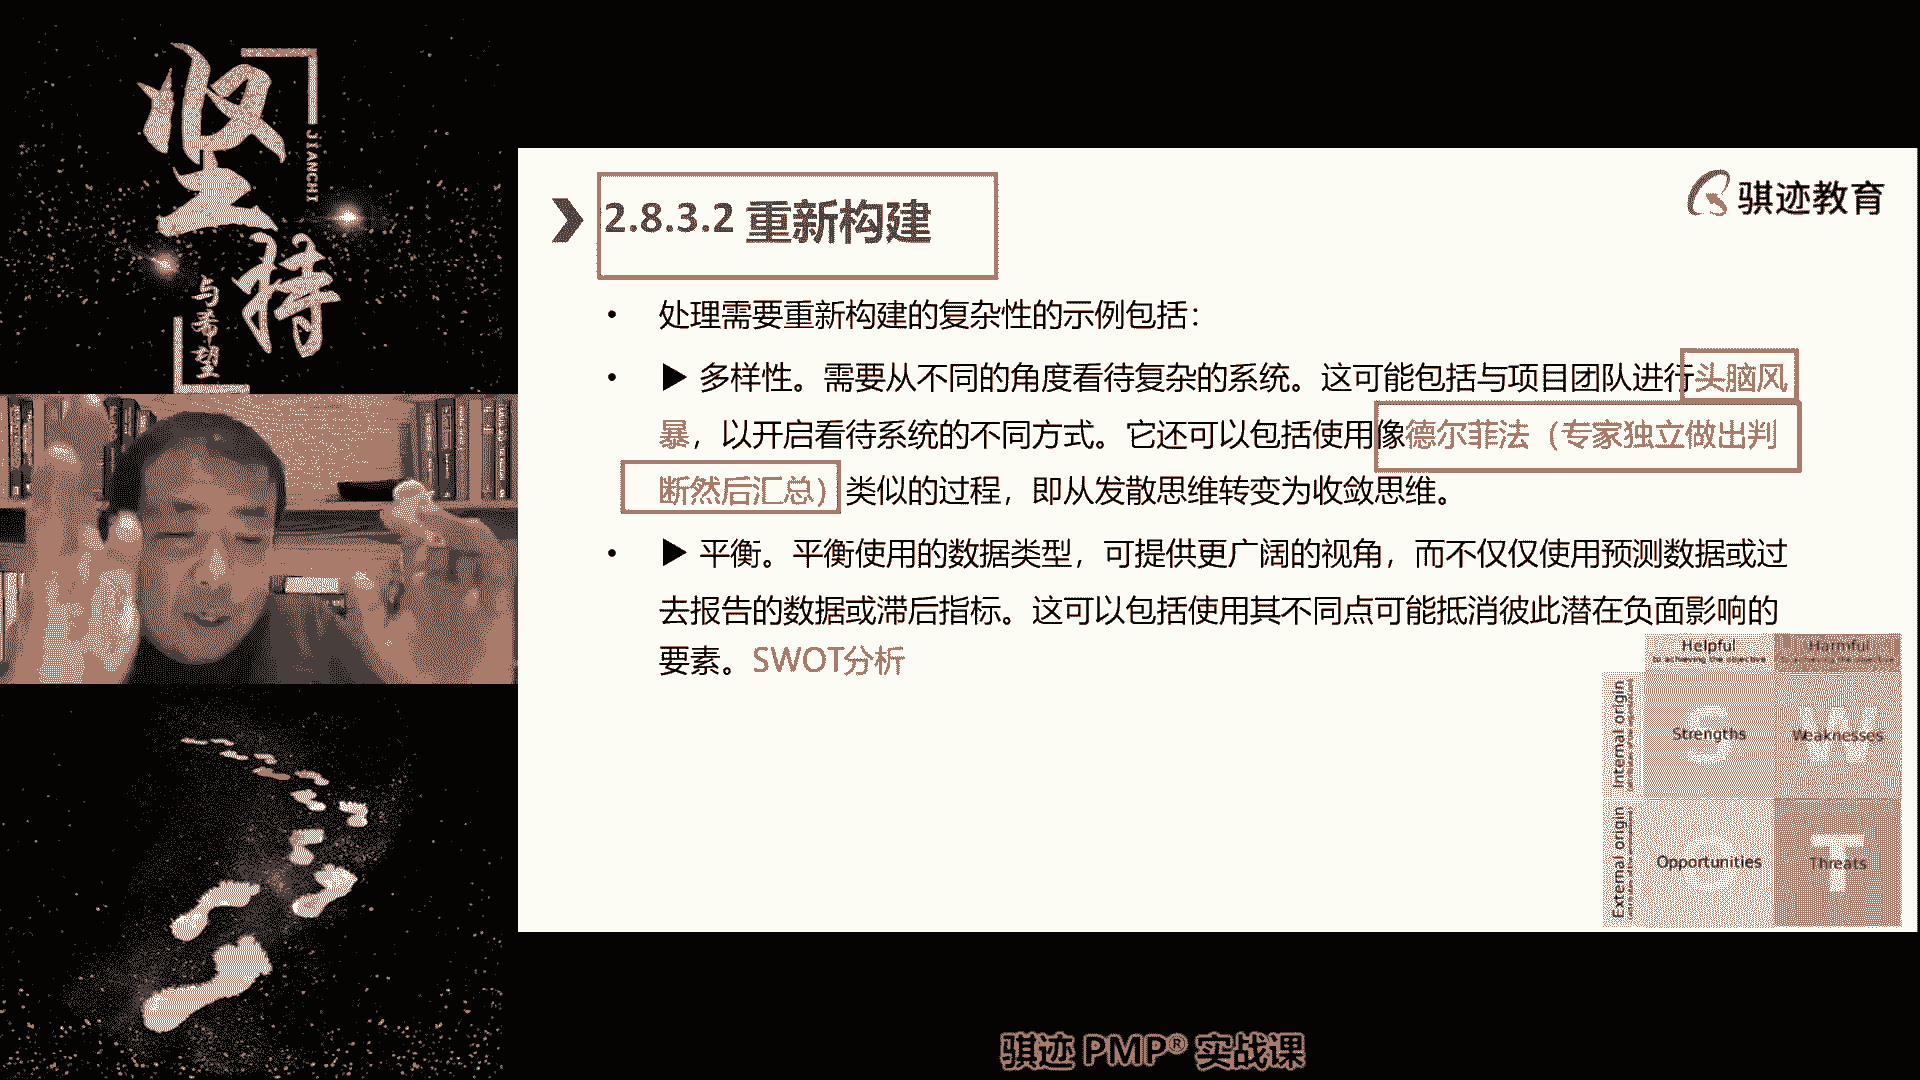 坚持
JIANCHI
与希望
2.8.3.2 重新构建
骐迹教育
• 处理需要重新构建的复杂性的示例包括：
• ▶ 多样性。需要从不同的角度看待复杂的系统。这可能包括与项目团队进行头脑风
暴，以开启看待系统的不同方式。它还可以包括使用像德尔菲法（专家独立做出判
断然后汇总）类似的过程，即从发散思维转变为收敛思维。
• ▶ 平衡。平衡使用的数据类型，可提供更广阔的视角，而不仅仅使用预测数据或过
去报告的数据或滞后指标。这可以包括使用其不同点可能抵消彼此潜在负面影响的
要素。SWOT分析
Helpful
to achieving the objective
Harmful
to achieving the objective
Internal origin
S
Strengths
W
Weaknesses
External origin
O
Opportunities
T
Threats
骐迹 PMP® 实战课